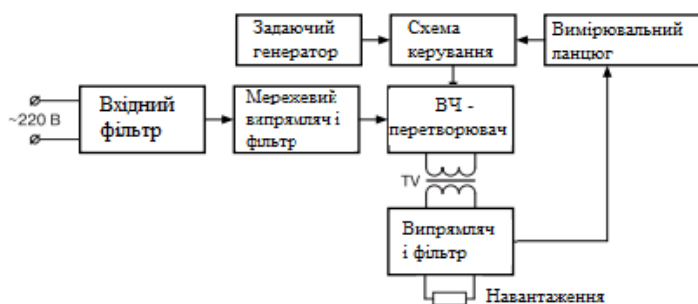 Задаючий
генератор
Схема
керування
Вимірювальний
ланцюг
~220 В
Вхідний
фільтр
Мережевий
випрямляч і
фільтр
ВЧ -
перетворювач
TV
Випрямляч
і фільтр
Навантаження